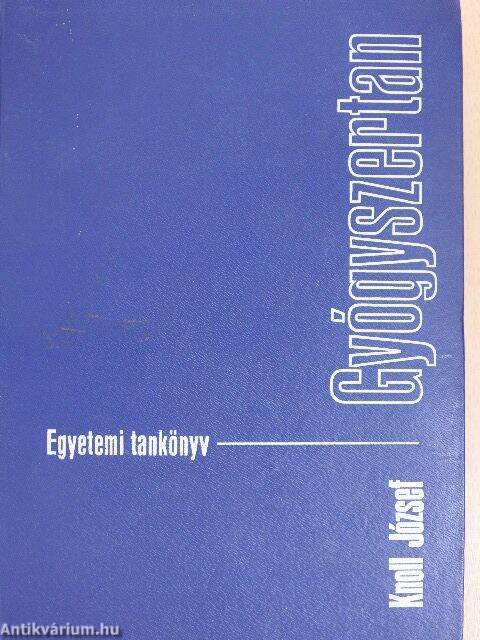 Gyógyszertan
Egyetemi tankönyv
Knoll József
Antikvárium.hu